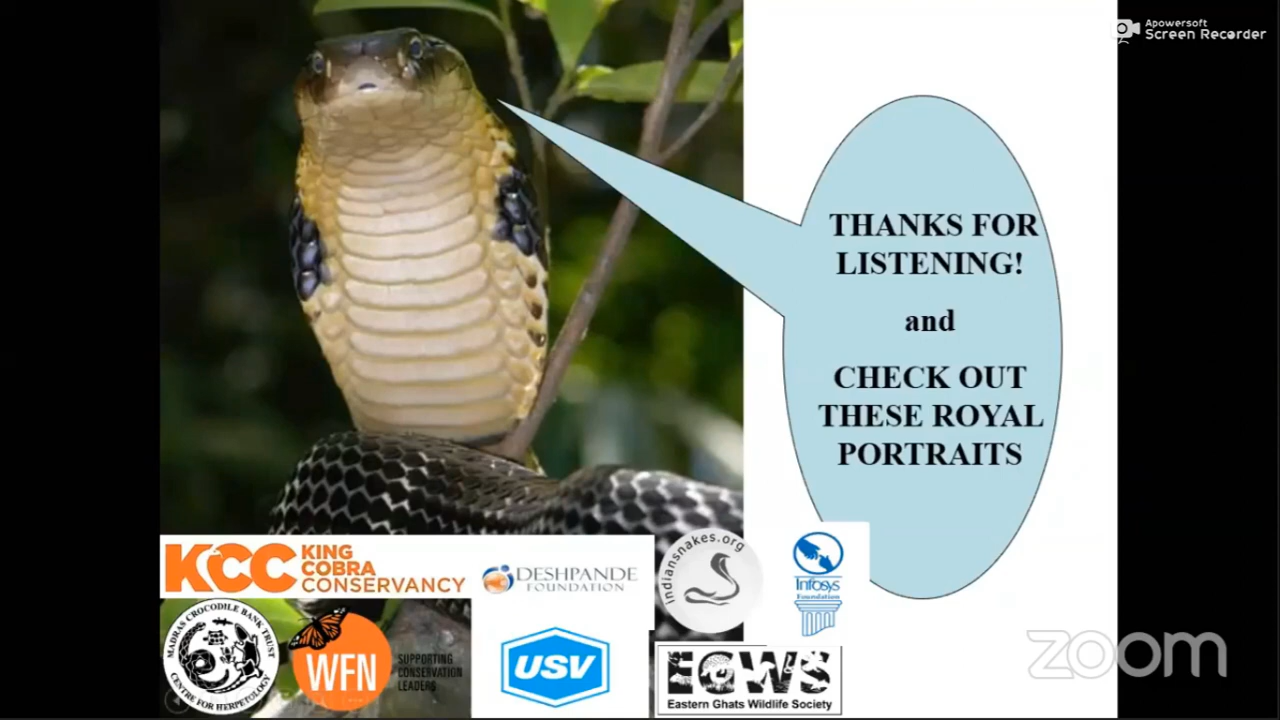 Apowersoft
Screen Recorder
THANKS FOR
LISTENING!
and
CHECK OUT
THESE ROYAL
PORTRAITS
KCC KING
COBRA
CONSERVANCY
DESHPANDE
FOUNDATION
Indiansnakes.org
Infosys
Foundation
MADRAS CROCODILE BANK TRUST
CENTRE FOR HERPETOLOGY
WFN
SUPPORTING
CONSERVATION
LEADERS
USV
EGWS
Eastern Ghats Wildlife Society
zoom